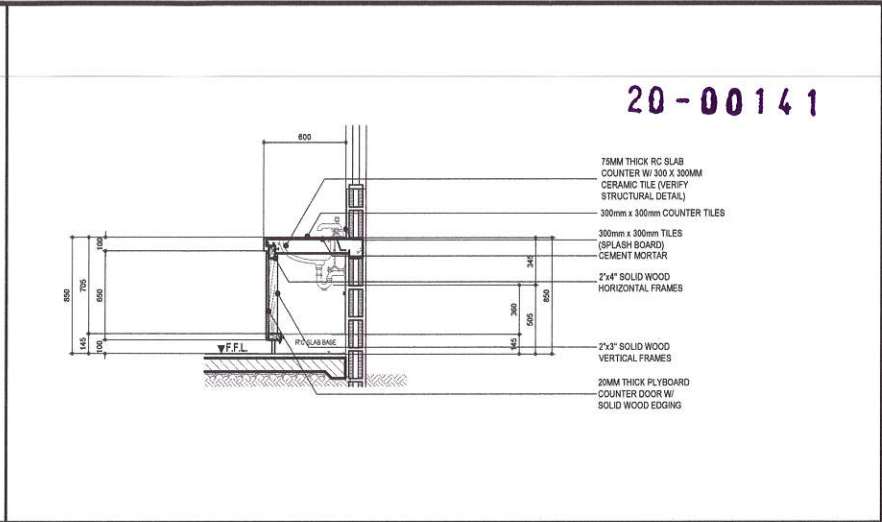 20-00141
600
75MM THICK RC SLAB
COUNTER W/ 300 X 300MM
CERAMIC TILE (VERIFY
STRUCTURAL DETAIL)
300mm x 300mm COUNTER TILES
300mm x 300mm TILES
(SPLASH BOARD)
CEMENT MORTAR
2"x4" SOLID WOOD
HORIZONTAL FRAMES
2"x3" SOLID WOOD
VERTICAL FRAMES
20MM THICK PLYBOARD
COUNTER DOOR W/
SOLID WOOD EDGING
850
705
145
100
650
100
345
360
505
145
850
F.F.L.
R'C SLAB BASE